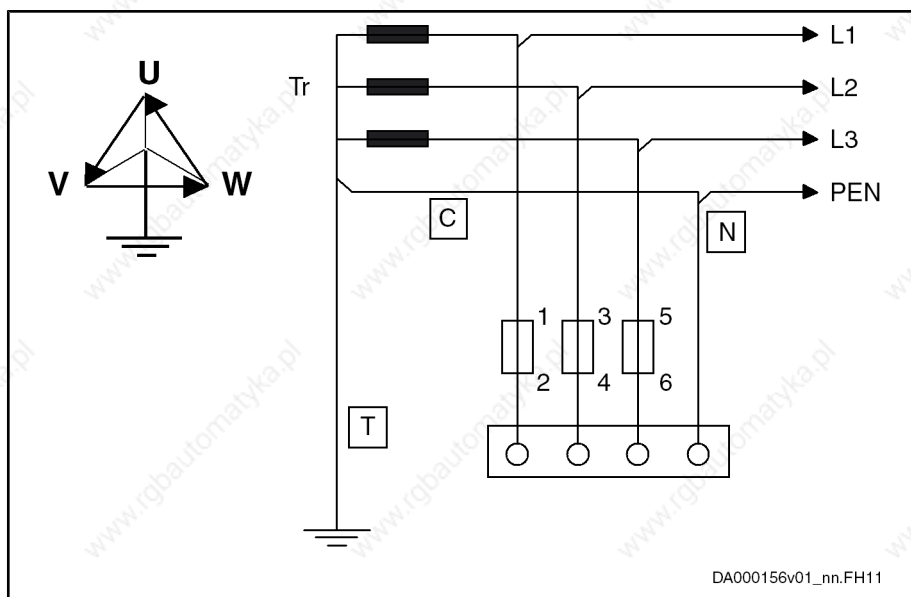 L1
U
Tr
L2
L3
V
W
PEN
C
N
1
3
5
2
4
6
T
DA000156v01_nn.FH11
www.rgbautomatyka.pl